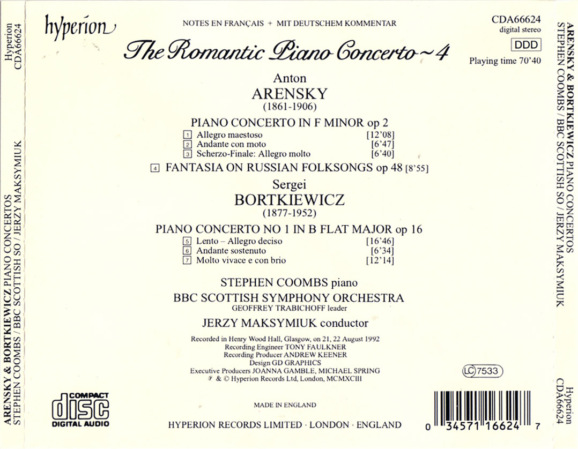 hyperion
NOTES EN FRANÇAIS + MIT DEUTSCHEM KOMMENTAR
CDA66624
digital stereo
DDD
Playing time 70'40
The Romantic Piano Concerto ~ 4
Anton
ARENSKY
(1861-1906)
PIANO CONCERTO IN F MINOR op 2
1 Allegro maestoso [12'08]
2 Andante con moto [6'47]
3 Scherzo-Finale: Allegro molto [6'40]
4 FANTASIA ON RUSSIAN FOLKSONGS op 48 [8'55]
Sergei
BORTKIEWICZ
(1877-1952)
PIANO CONCERTO NO 1 IN B FLAT MAJOR op 16
5 Lento – Allegro deciso [16'46]
6 Andante sostenuto [6'34]
7 Molto vivace e con brio [12'14]
STEPHEN COOMBS piano
BBC SCOTTISH SYMPHONY ORCHESTRA
GEOFFREY TRABICHOFF leader
JERZY MAKSYMIUK conductor
Recorded in Henry Wood Hall, Glasgow, on 21, 22 August 1992
Recording Engineer TONY FAULKNER
Recording Producer ANDREW KEENER
Design GD GRAPHICS
Executive Producers JOANNA GAMBLE, MICHAEL SPRING
℗ & © Hyperion Records Ltd, London, MCMXCIII
LC 7533
COMPACT
disc
DIGITAL AUDIO
MADE IN ENGLAND
HYPERION RECORDS LIMITED · LONDON · ENGLAND
0 34571 16624 7
Hyperion
CDA66624
ARENSKY & BORTKIEWICZ PIANO CONCERTOS
STEPHEN COOMBS / BBC SCOTTISH SO / JERZY MAKSYMIUK
ARENSKY & BORTKIEWICZ PIANO CONCERTOS
STEPHEN COOMBS / BBC SCOTTISH SO / JERZY MAKSYMIUK
Hyperion
CDA66624